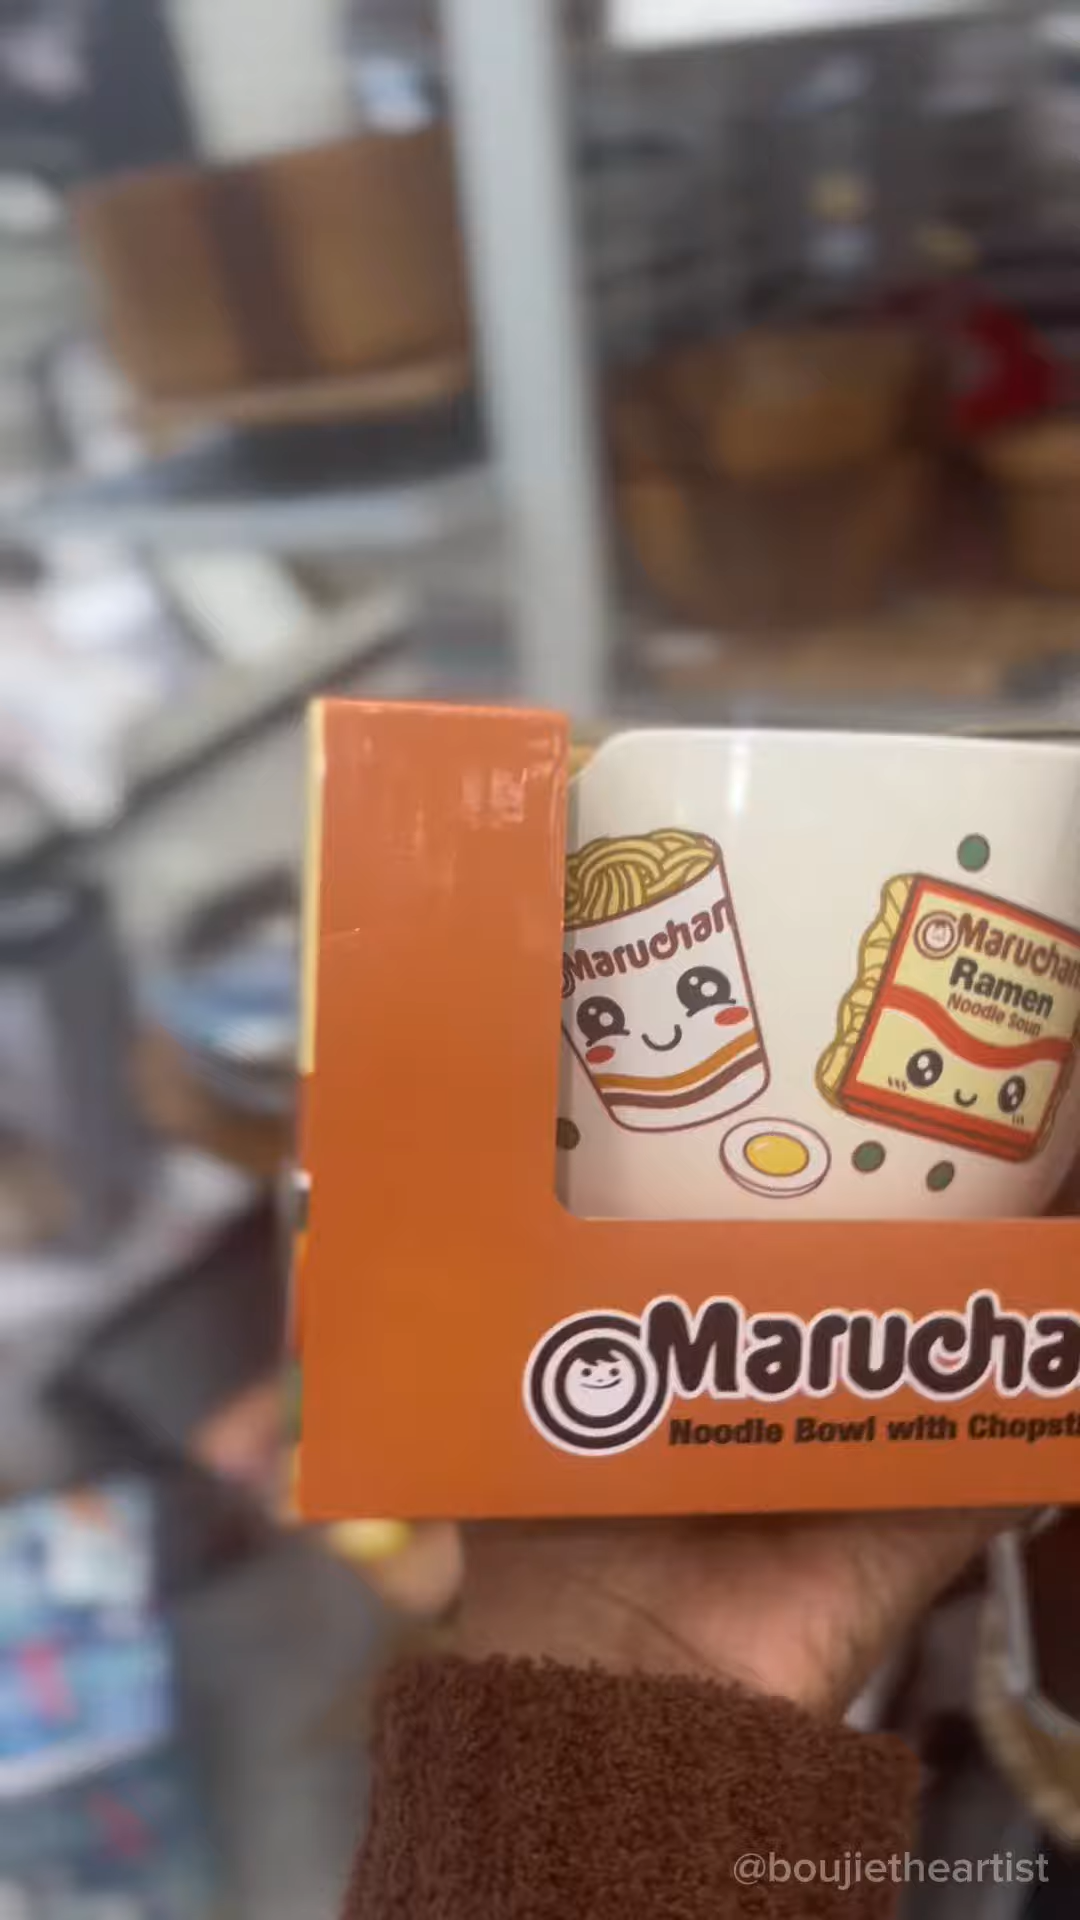 Maruchan
Maruchan
Ramen
Noodle Soup
Marucha
Noodle Bowl with Chopst
@boujietheartist